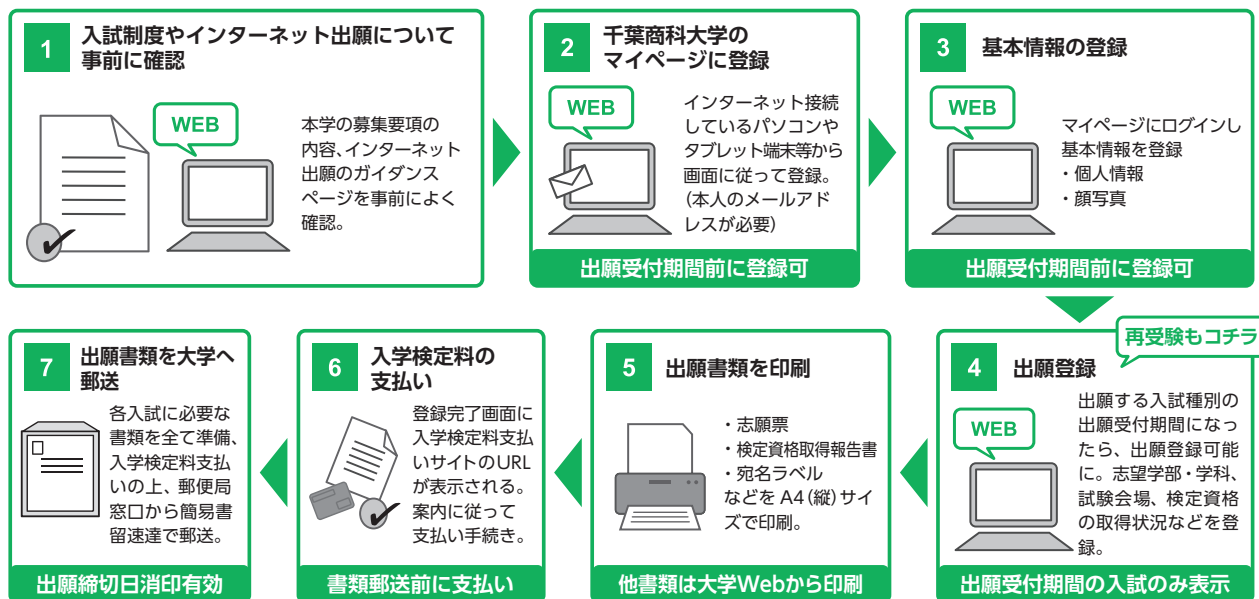 1
入試制度やインターネット出願について
事前に確認
WEB
本学の募集要項の
内容、インターネット
出願のガイダンス
ページを事前によく
確認。
2
千葉商科大学の
マイページに登録
WEB
インターネット接続
しているパソコンや
タブレット端末等から
画面に従って登録。
(本人のメールアド
レスが必要)
出願受付期間前に登録可
3
基本情報の登録
WEB
マイページにログインし
基本情報を登録
・個人情報
・顔写真
出願受付期間前に登録可
再受験もコチラ
4
出願登録
WEB
出願する入試種別の
出願受付期間になっ
たら、出願登録可能
に。志望学部・学科、
試験会場、検定資格
の取得状況などを登
録。
出願受付期間の入試のみ表示
5
出願書類を印刷
・志願票
・検定資格取得報告書
・宛名ラベル
などを A4(縦)サイ
ズで印刷。
他書類は大学Webから印刷
6
入学検定料の
支払い
登録完了画面に
入学検定料支払
いサイトのURL
が表示される。
案内に従って
支払い手続き。
書類郵送前に支払い
7
出願書類を大学へ
郵送
各入試に必要な
書類を全て準備、
入学検定料支払
いの上、郵便局
窓口から簡易書
留速達で郵送。
出願締切日消印有効